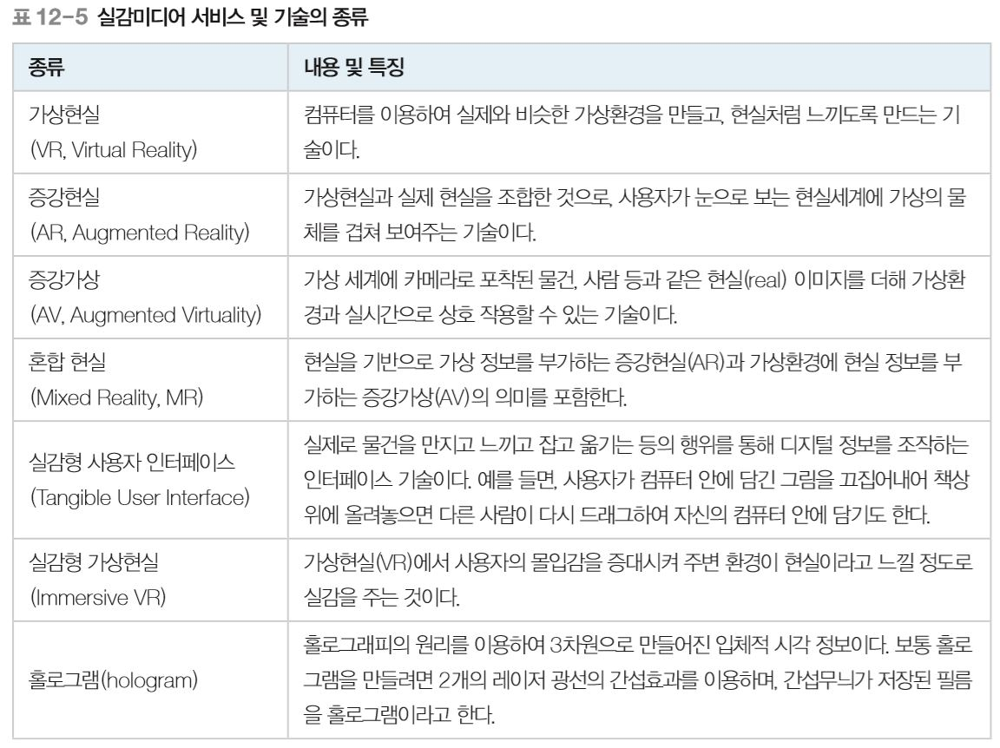 표 12-5 실감미디어 서비스 및 기술의 종류
종류
내용 및 특징
가상현실
(VR, Virtual Reality)
컴퓨터를 이용하여 실제와 비슷한 가상환경을 만들고, 현실처럼 느끼도록 만드는 기
술이다.
증강현실
(AR, Augmented Reality)
가상현실과 실제 현실을 조합한 것으로, 사용자가 눈으로 보는 현실세계에 가상의 물
체를 겹쳐 보여주는 기술이다.
증강가상
(AV, Augmented Virtuality)
가상 세계에 카메라로 포착된 물건, 사람 등과 같은 현실(real) 이미지를 더해 가상환
경과 실시간으로 상호 작용할 수 있는 기술이다.
혼합 현실
(Mixed Reality, MR)
현실을 기반으로 가상 정보를 부가하는 증강현실(AR)과 가상환경에 현실 정보를 부
가하는 증강가상(AV)의 의미를 포함한다.
실감형 사용자 인터페이스
(Tangible User Interface)
실제로 물건을 만지고 느끼고 잡고 옮기는 등의 행위를 통해 디지털 정보를 조작하는
인터페이스 기술이다. 예를 들면, 사용자가 컴퓨터 안에 담긴 그림을 끄집어내어 책상
위에 올려놓으면 다른 사람이 다시 드래그하여 자신의 컴퓨터 안에 담기도 한다.
실감형 가상현실
(Immersive VR)
가상현실(VR)에서 사용자의 몰입감을 증대시켜 주변 환경이 현실이라고 느낄 정도로
실감을 주는 것이다.
홀로그램(hologram)
홀로그래피의 원리를 이용하여 3차원으로 만들어진 입체적 시각 정보이다. 보통 홀로
그램을 만들려면 2개의 레이저 광선의 간섭효과를 이용하며, 간섭무늬가 저장된 필름
을 홀로그램이라고 한다.